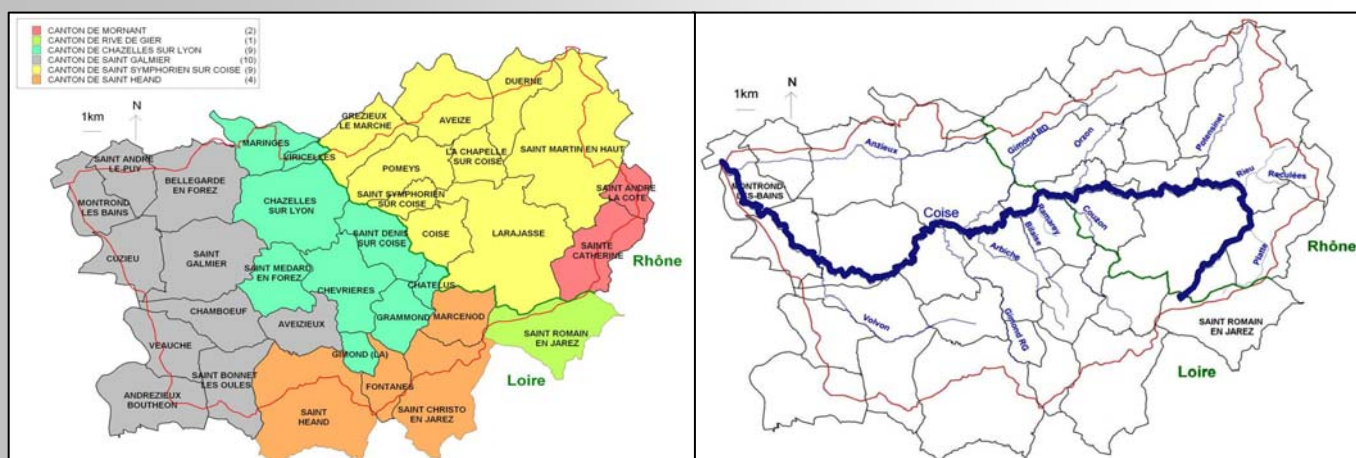 CANTON DE MORNANT (2)
CANTON DE RIVE DE GIER (1)
CANTON DE CHAZELLES SUR LYON (9)
CANTON DE SAINT GALMIER (10)
CANTON DE SAINT SYMPHORIEN SUR COISE (9)
CANTON DE SAINT HEAND (4)
1km
N
DUERNE
GREZIEUX
LE MARCHE
AVEIZE
MARINGES
VIRICELLES
LA CHAPELLE
SUR COISE
SAINT MARTIN EN HAUT
SAINT ANDRE
LE PUY
BELLEGARDE
EN FOREZ
POMEYS
SAINT SYMPHORIEN
SUR COISE
SAINT ANDRE
LA COTE
MONTROND
LES BAINS
CHAZELLES
SUR LYON
SAINT DENIS
SUR COISE
COISE
LARAJASSE
SAINTE
CATHERINE
CUZIEU
SAINT
GALMIER
SAINT MEDARD
EN FOREZ
CHEVRIERES
CHATELUS
Rhône
CHAMBOEUF
AVEIZIEUX
GRAMMOND
MARCENOD
SAINT ROMAIN
EN JAREZ
VEAUCHE
GIMOND (LA)
SAINT BONNET
LES OULES
FONTANES
Loire
ANDREZIEUX
BOUTHEON
SAINT
HEAND
SAINT CHRISTO
EN JAREZ
1km
N
Anzieux
Gimond RD
Orzon
Potensinet
MONTROND
LES-BAINS
Coise
Ramarey
Bilaise
Couzon
Arbiche
Rieu
Reculées
Platte
Rhône
Volvon
Gimond RG
SAINT ROMAIN
EN JAREZ
Loire